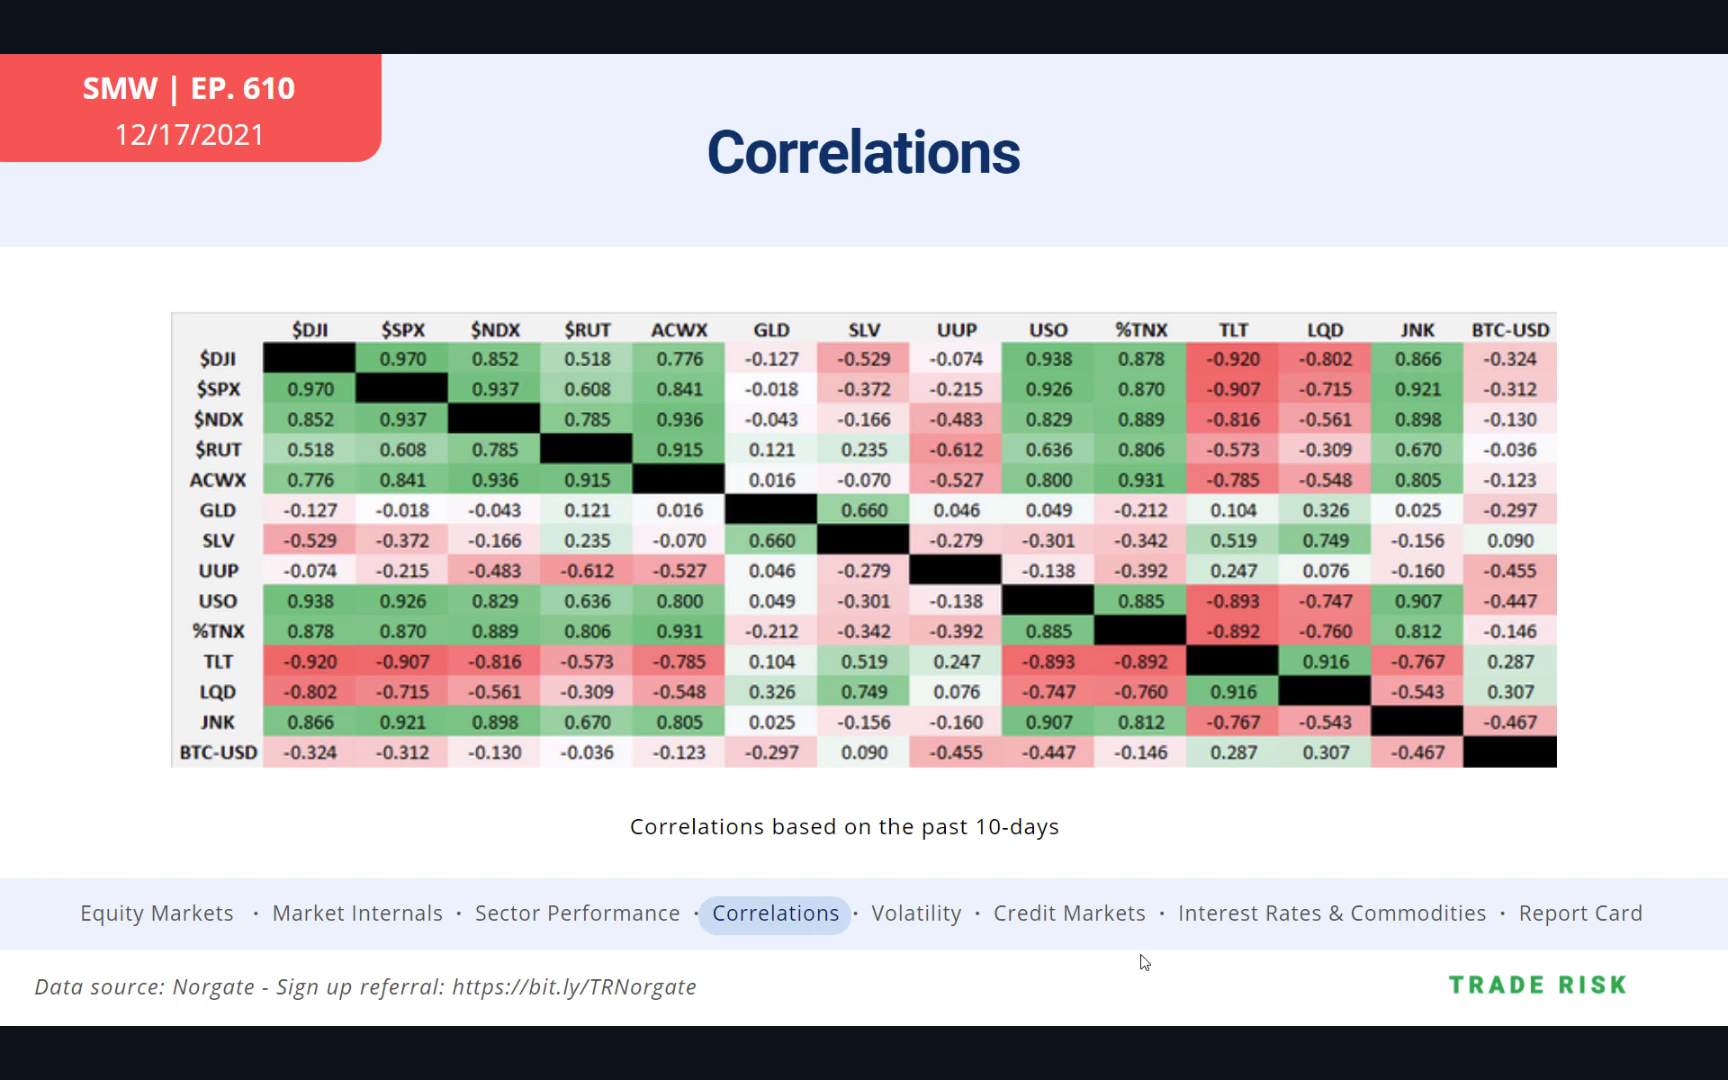 SMW | EP. 610
12/17/2021
Correlations
$DJI $SPX $NDX $RUT ACWX GLD SLV UUP USO %TNX TLT LQD JNK BTC-USD
$DJI 0.970 0.852 0.518 0.776 -0.127 -0.529 -0.074 0.938 0.878 -0.920 -0.802 0.866 -0.324
$SPX 0.970 0.937 0.608 0.841 -0.018 -0.372 -0.215 0.926 0.870 -0.907 -0.715 0.921 -0.312
$NDX 0.852 0.937 0.785 0.936 -0.043 -0.166 -0.483 0.829 0.889 -0.816 -0.561 0.898 -0.130
$RUT 0.518 0.608 0.785 0.915 0.121 0.235 -0.612 0.636 0.806 -0.573 -0.309 0.670 -0.036
ACWX 0.776 0.841 0.936 0.915 0.016 -0.070 -0.527 0.800 0.931 -0.785 -0.548 0.805 -0.123
GLD -0.127 -0.018 -0.043 0.121 0.016 0.660 0.046 0.049 -0.212 0.104 0.326 0.025 -0.297
SLV -0.529 -0.372 -0.166 0.235 -0.070 0.660 -0.279 -0.301 -0.342 0.519 0.749 -0.156 0.090
UUP -0.074 -0.215 -0.483 -0.612 -0.527 0.046 -0.279 -0.138 -0.392 0.247 0.076 -0.160 -0.455
USO 0.938 0.926 0.829 0.636 0.800 0.049 -0.301 -0.138 0.885 -0.893 -0.747 0.907 -0.447
%TNX 0.878 0.870 0.889 0.806 0.931 -0.212 -0.342 -0.392 0.885 -0.892 -0.760 0.812 -0.146
TLT -0.920 -0.907 -0.816 -0.573 -0.785 0.104 0.519 0.247 -0.893 -0.892 0.916 -0.767 0.287
LQD -0.802 -0.715 -0.561 -0.309 -0.548 0.326 0.749 0.076 -0.747 -0.760 0.916 -0.543 0.307
JNK 0.866 0.921 0.898 0.670 0.805 0.025 -0.156 -0.160 0.907 0.812 -0.767 -0.543 -0.467
BTC-USD -0.324 -0.312 -0.130 -0.036 -0.123 -0.297 0.090 -0.455 -0.447 -0.146 0.287 0.307 -0.467
Correlations based on the past 10-days
Equity Markets · Market Internals · Sector Performance · Correlations · Volatility · Credit Markets · Interest Rates & Commodities · Report Card
Data source: Norgate - Sign up referral: https://bit.ly/TRNorgate
TRADE RISK